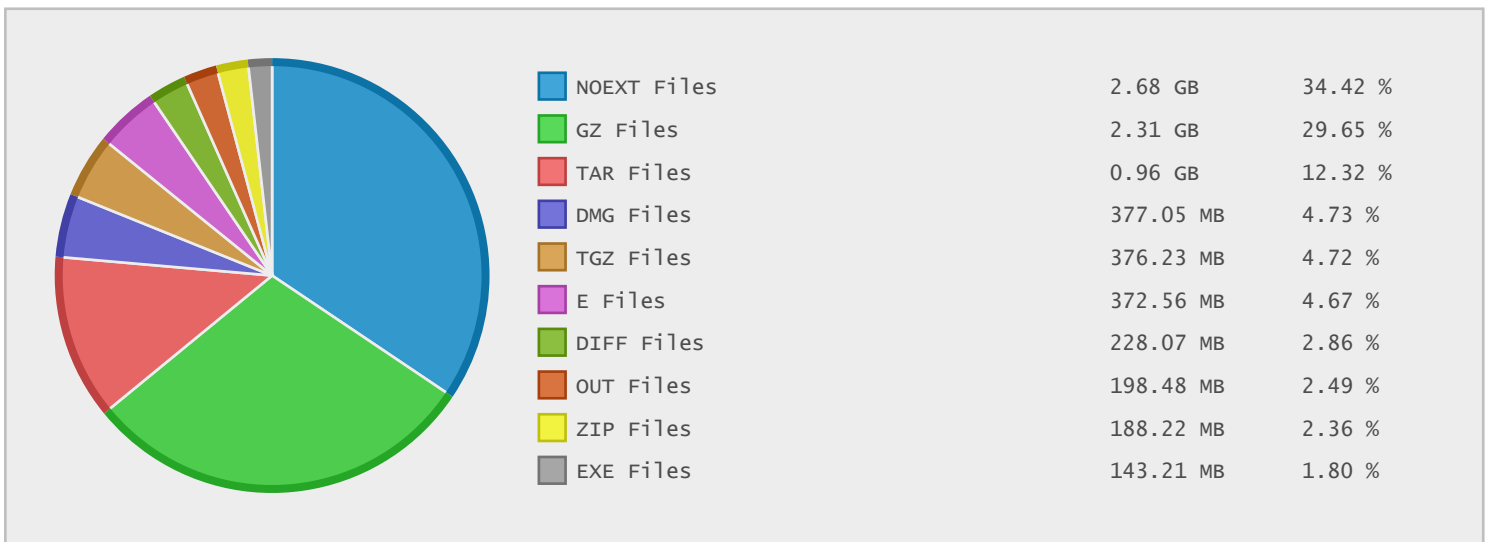 NOEXT Files 2.68 GB 34.42 %
GZ Files 2.31 GB 29.65 %
TAR Files 0.96 GB 12.32 %
DMG Files 377.05 MB 4.73 %
TGZ Files 376.23 MB 4.72 %
E Files 372.56 MB 4.67 %
DIFF Files 228.07 MB 2.86 %
OUT Files 198.48 MB 2.49 %
ZIP Files 188.22 MB 2.36 %
EXE Files 143.21 MB 1.80 %